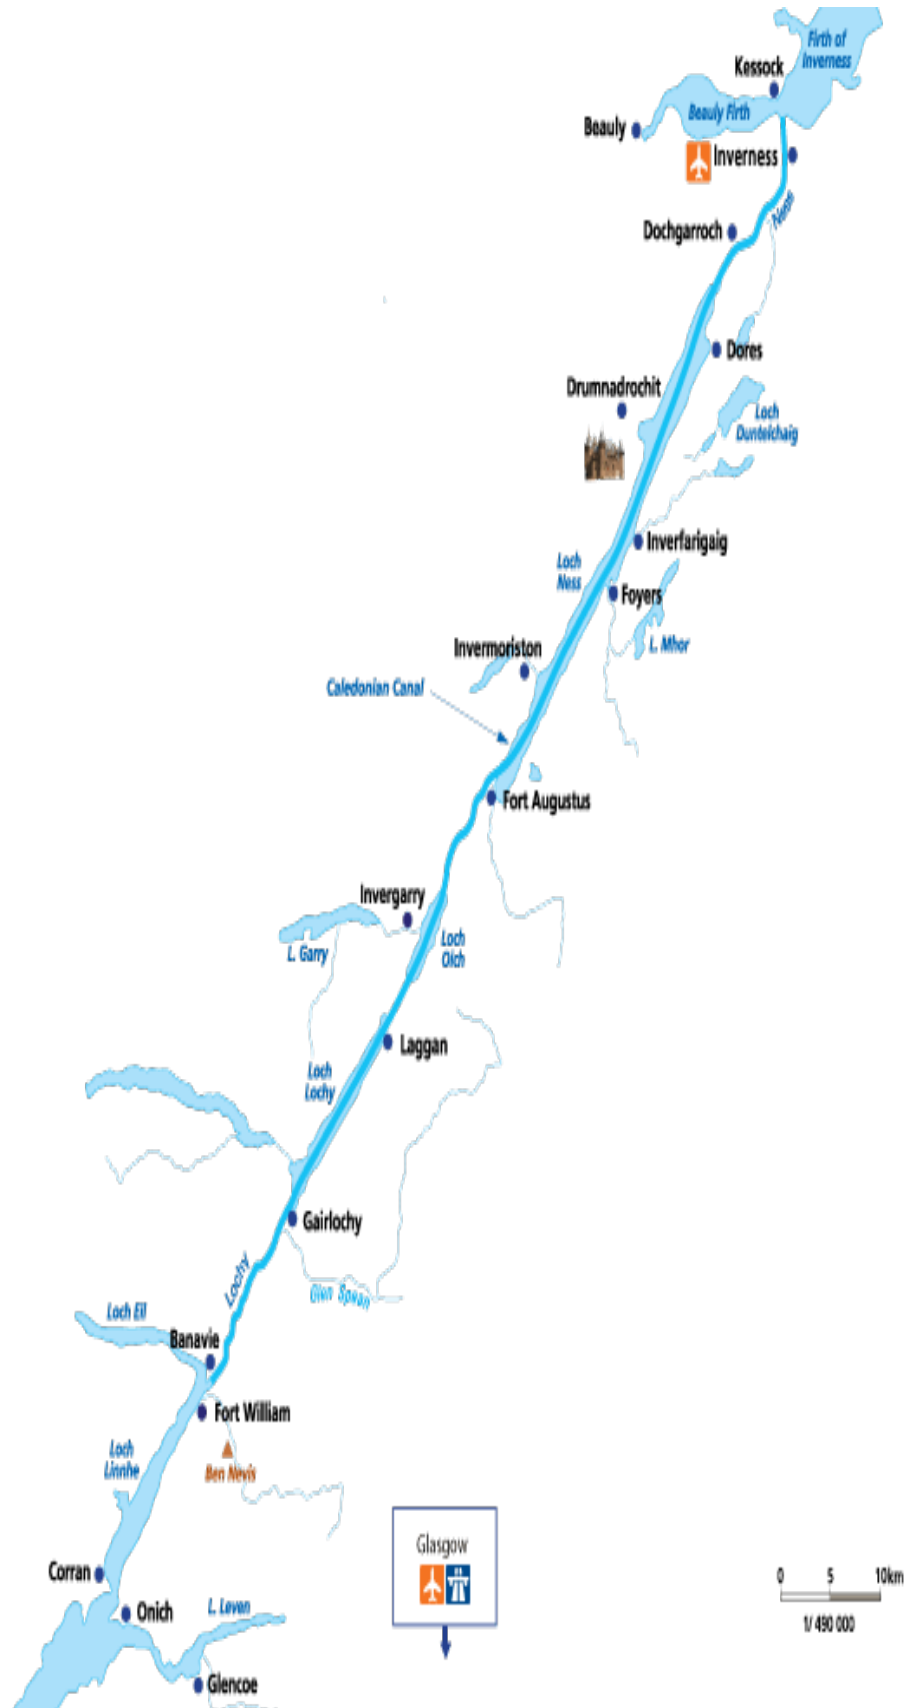 Firth of
Inverness
Kessock
Beauly Firth
Beauly
Inverness
Ness
Dochgarroch
Dores
Drumnadrochit
Loch
Duntelchaig
Inverfarigaig
Loch
Ness
Foyers
L. Mhor
Invermoriston
Caledonian Canal
Fort Augustus
Invergarry
L. Garry
Loch
Oich
Laggan
Loch
Lochy
Gairlochy
Lochy
Glen Spean
Loch Eil
Banavie
Fort William
Ben Nevis
Loch
Linnhe
Glasgow
Corran
Onich
L. Leven
Glencoe
0 5 10km
1/ 490 000